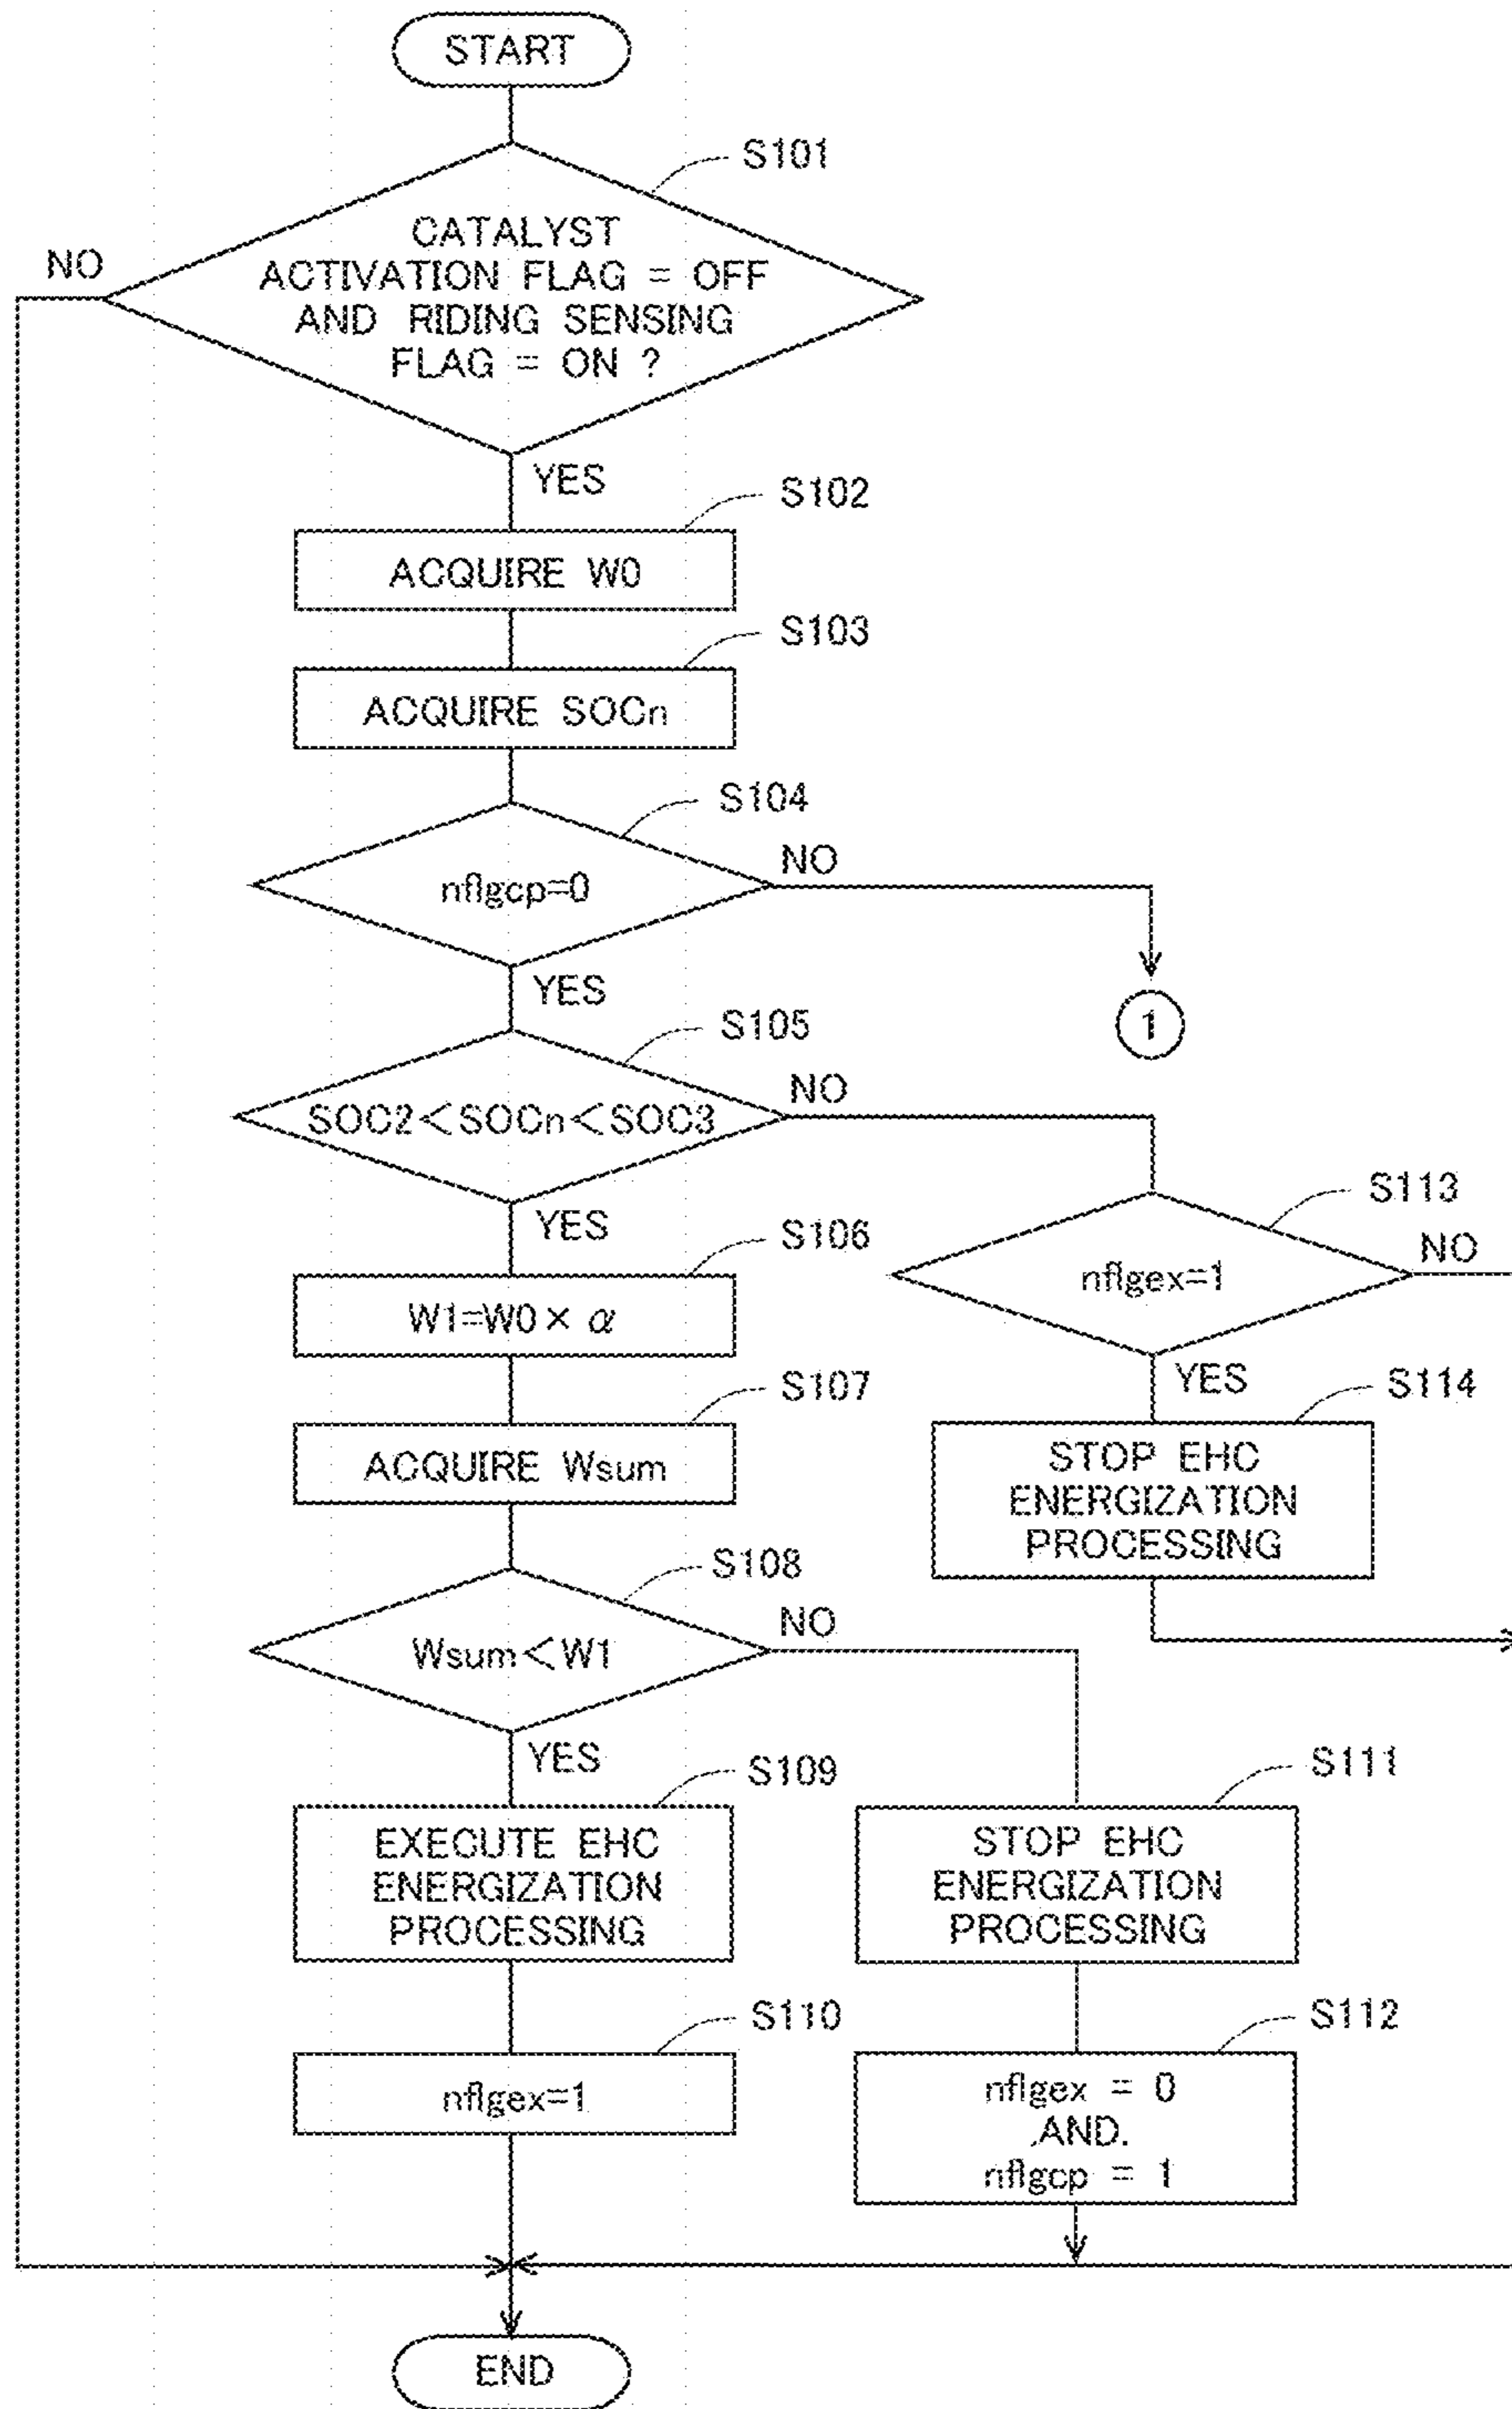 START
S101
CATALYST
ACTIVATION FLAG = OFF
AND RIDING SENSING
FLAG = ON ?
NO
YES
S102
ACQUIRE W0
S103
ACQUIRE SOCn
S104
nflgcp=0
NO
YES
1
S105
SOC2<SOCn<SOC3
NO
YES
S113
nflgex=1
NO
YES
S106
W1=W0×α
S114
STOP EHC
ENERGIZATION
PROCESSING
S107
ACQUIRE Wsum
S108
Wsum<W1
NO
YES
S109
EXECUTE EHC
ENERGIZATION
PROCESSING
S111
STOP EHC
ENERGIZATION
PROCESSING
S110
nflgex=1
S112
nflgex = 0
AND.
nflgcp = 1
END